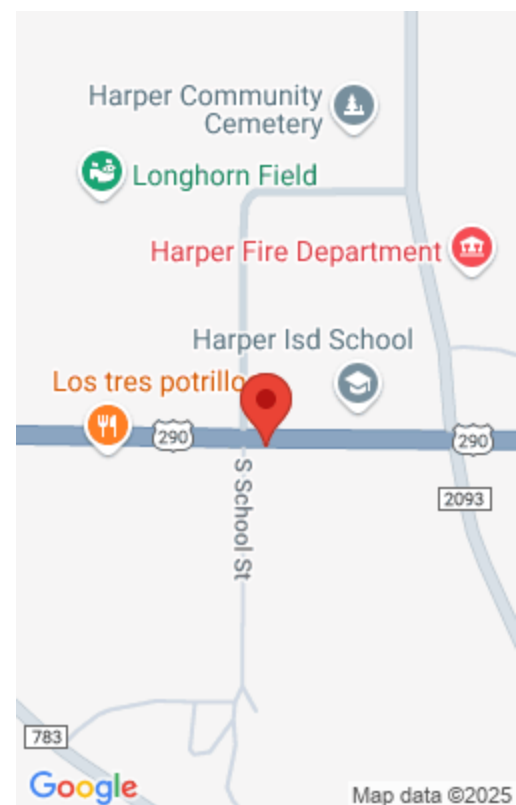 Harper Community
Cemetery
Longhorn Field
Harper Fire Department
Harper Isd School
Los tres potrillo
290
290
S School St
2093
783
Google
Map data ©2025